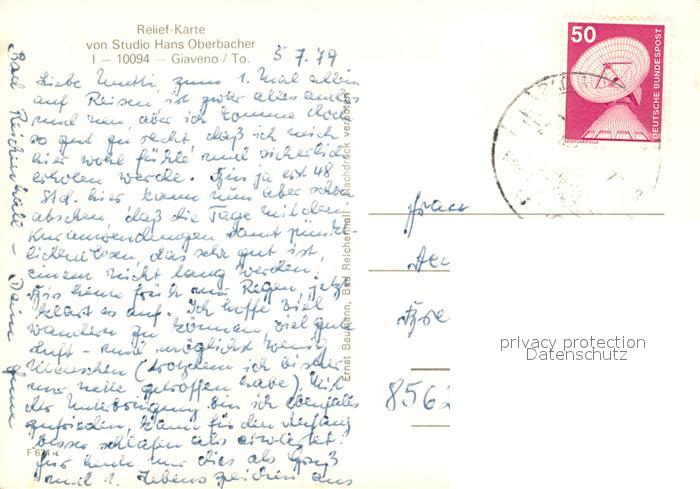 Relief-Karte
von Studio Hans Oberbacher
I – 10094 – Giaveno / To.
5.7.79
Liebe Mutti, zum 1. Mal allein
auf Reisen, ist zwar alles anders
und neu, aber ich komme doch
so gut zu recht, daß ich mich
hier wohl fühle und sicherlich
erholen werde. Bin ja erst 48
Std. hier, kann nun aber schon
absehen, daß die Tage mit den
Kuranwendungen samt
das sehr gut ist,
einem nicht lang werden.
Bis heute früh nur Regen, jetzt
klart es auf. Ich hoffe viel
wandern zu können, viel gute
Luft – und möglichst wenig
Menschen (trotzdem ich bisher
nur nette getroffen habe). Mit
der Unterbringung bin ich ebenfalls
zufrieden, kann für den Anfang
besser schlafen als erwartet.
Für heute nur dies als Gruß
und 1. Lebenszeichen aus
Bad Reichenhall – Dein
F 624
Ernst Baumann, Bad Reichenhall · Nachdruck verboten
50
DEUTSCHE BUNDESPOST
ERDEFUNKSTELLE
Frau
8562
privacy protection
Datenschutz